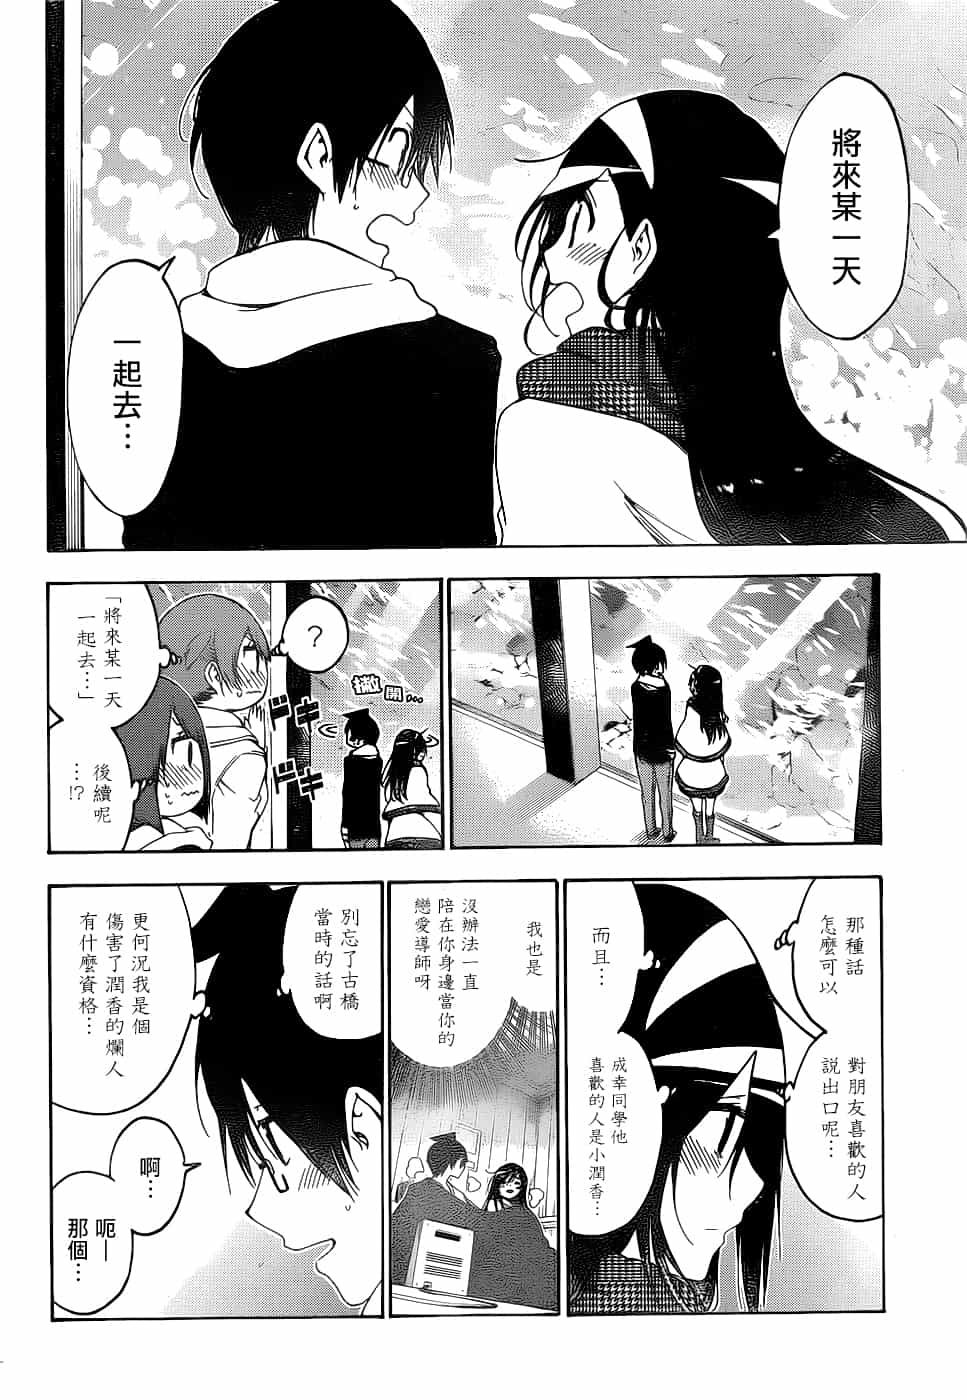 將來某一天
一起去…
？
撇開…
ドキ
ドキ
「將來某一天
一起去…」
後續呢
…!?
那種話
怎麼可以
對朋友喜歡的人
說出口呢…
而且…
成幸同學他
喜歡的人是小潤香…
我也是
沒辦法一直
陪在你身邊當你的
戀愛導師呀
別忘了古橋
當時的話啊
更何況我是個
傷害了潤香的爛人
有什麼資格…
啊…
呃—
那個…